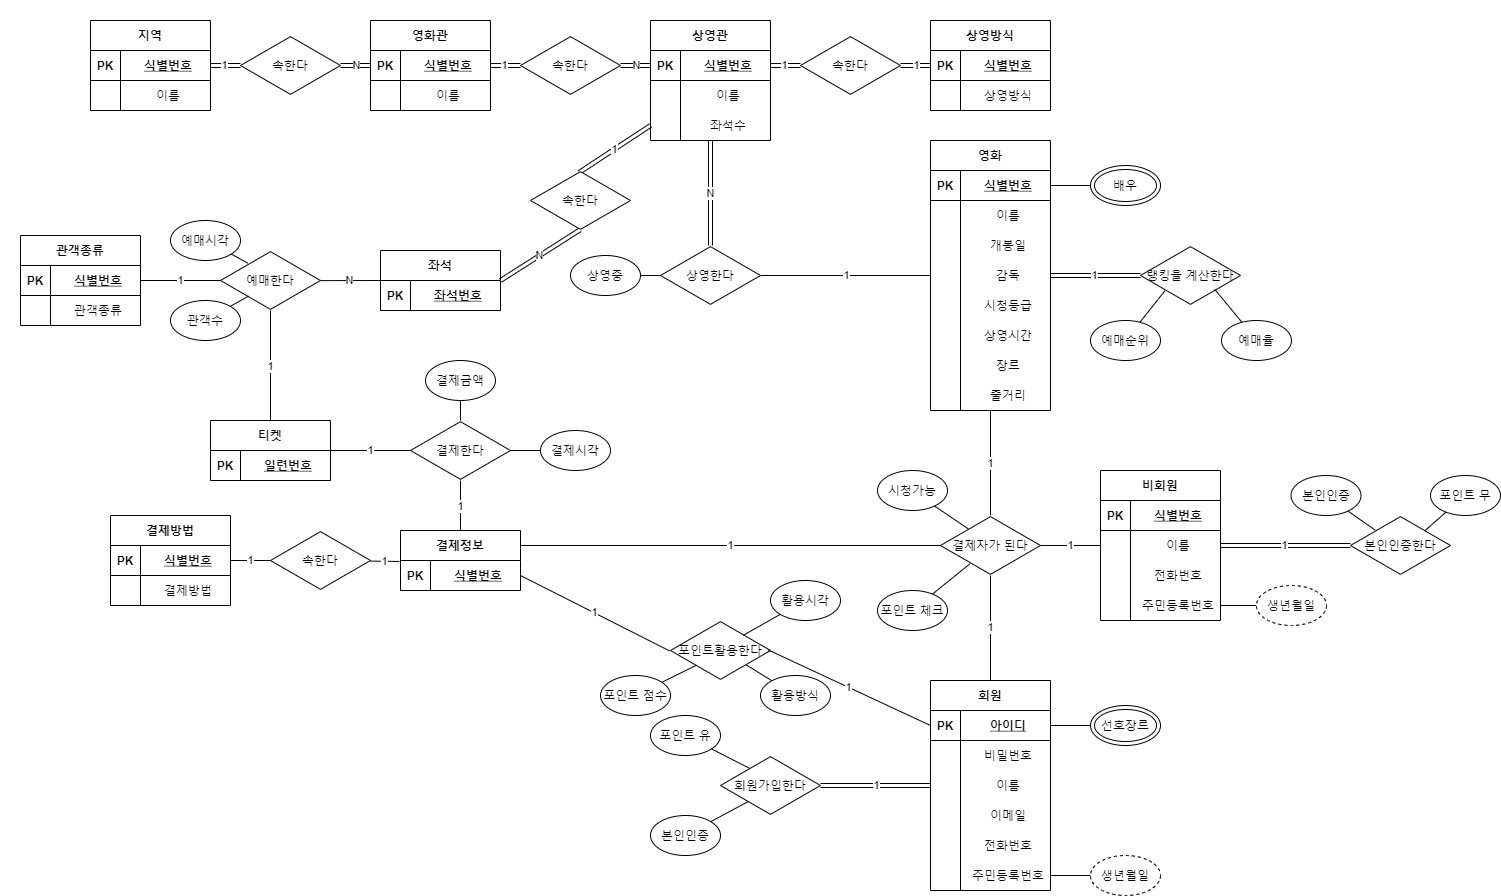 지역
PK 식별번호
이름
1
속한다
N
영화관
PK 식별번호
이름
1
속한다
N
상영관
PK 식별번호
이름
좌석수
1
속한다
1
상영방식
PK 식별번호
상영방식
1
속한다
N
N
영화
PK 식별번호
이름
개봉일
감독
시청등급
상영시간
장르
줄거리
배우
1
랭킹을 계산한다
예매순위
예매율
관객종류
PK 식별번호
관객종류
예매시각
1
예매한다
N
관객수
좌석
PK 좌석번호
상영중
상영한다
1
1
티켓
PK 일련번호
결제금액
1
결제한다
결제시각
1
1
시청가능
비회원
PK 식별번호
이름
전화번호
주민등록번호
본인인증
포인트 무
1
본인인증한다
생년월일
결제방법
PK 식별번호
결제방법
1
속한다
1
결제정보
PK 식별번호
1
결제자가 된다
1
포인트 체크
1
1
활용시각
포인트활용한다
포인트 점수
활용방식
1
회원
PK 아이디
비밀번호
이름
이메일
전화번호
주민등록번호
선호장르
포인트 유
회원가입한다
1
본인인증
생년월일